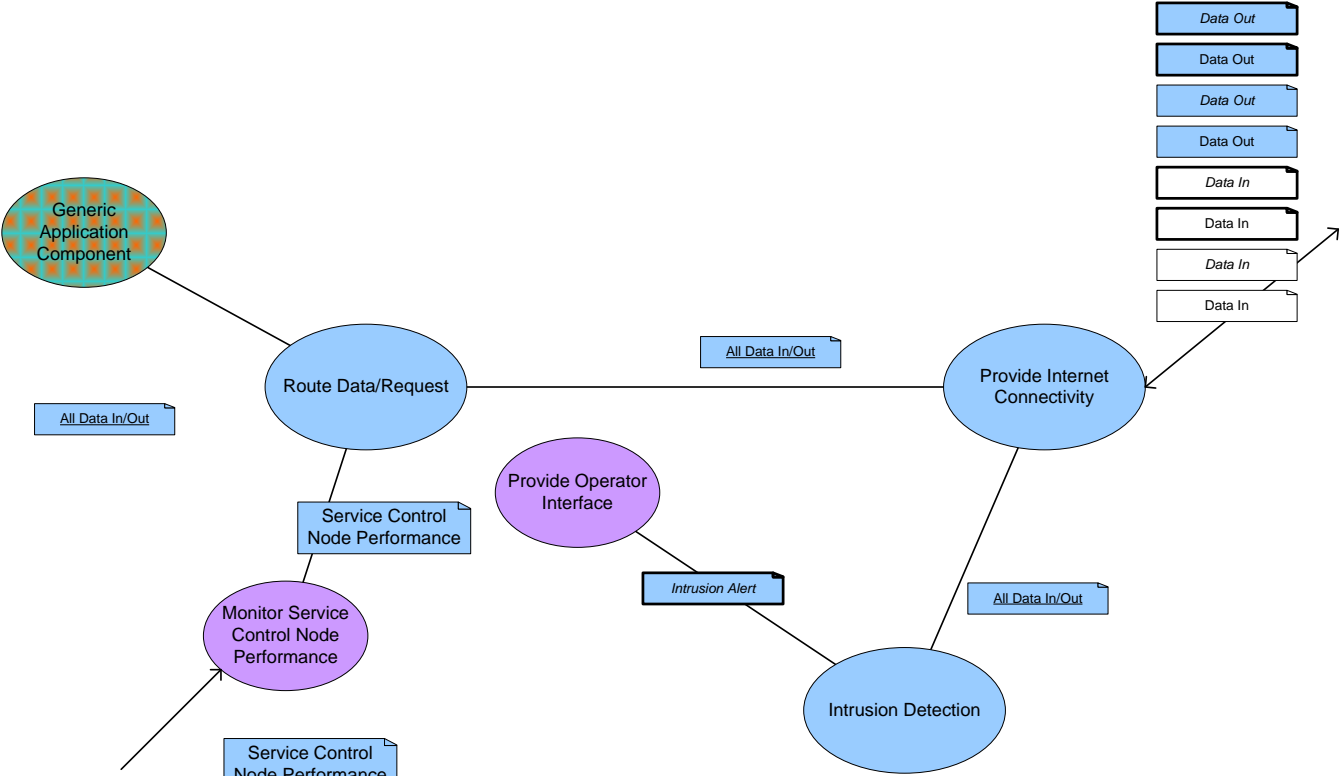 Data Out
Data Out
Data Out
Data Out
Data In
Data In
Data In
Data In
Generic
Application
Component
Route Data/Request
All Data In/Out
Provide Internet
Connectivity
All Data In/Out
Provide Operator
Interface
Service Control
Node Performance
Intrusion Alert
All Data In/Out
Monitor Service
Control Node
Performance
Intrusion Detection
Service Control
Node Performance